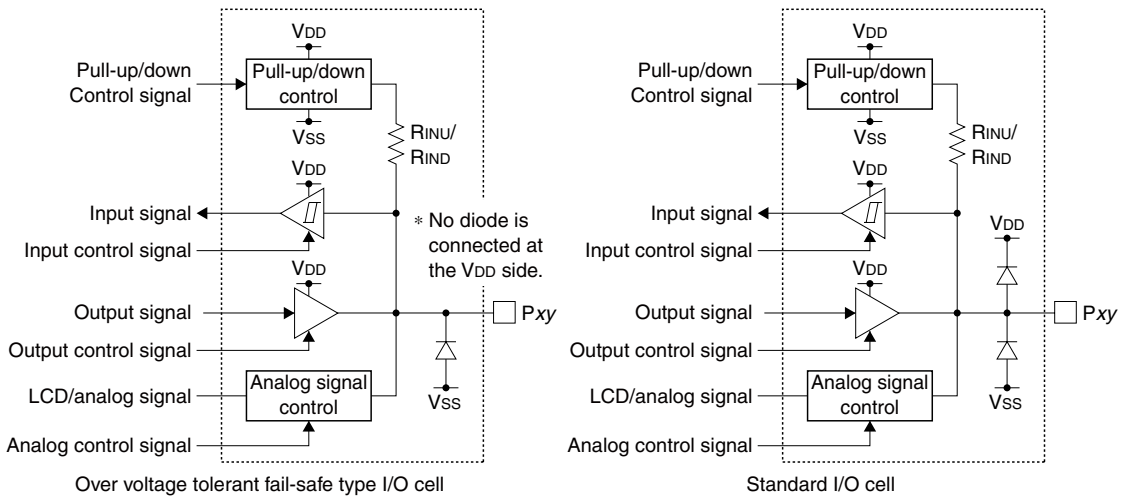 VDD
Pull-up/down
Control signal
Pull-up/down
control
VSS
RINU/
RIND
VDD
Input signal
Input control signal
* No diode is
connected at
the VDD side.
VDD
Output signal
Pxy
Output control signal
LCD/analog signal
Analog signal
control
VSS
Analog control signal
Over voltage tolerant fail-safe type I/O cell
VDD
Pull-up/down
Control signal
Pull-up/down
control
VSS
RINU/
RIND
VDD
Input signal
Input control signal
VDD
VDD
Output signal
Pxy
Output control signal
LCD/analog signal
Analog signal
control
VSS
Analog control signal
Standard I/O cell